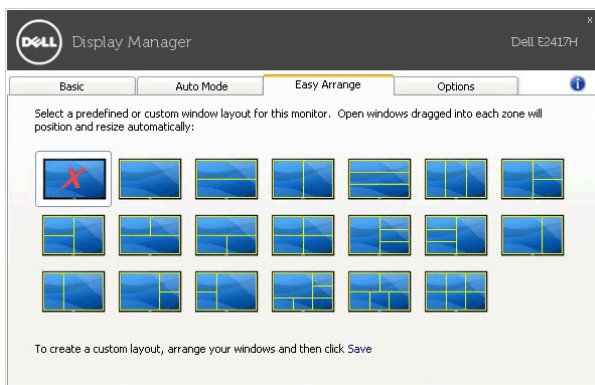 x
DELL Display Manager Dell E2417H
Basic Auto Mode Easy Arrange Options i
Select a predefined or custom window layout for this monitor. Open windows dragged into each zone will
position and resize automatically:
X
To create a custom layout, arrange your windows and then click Save